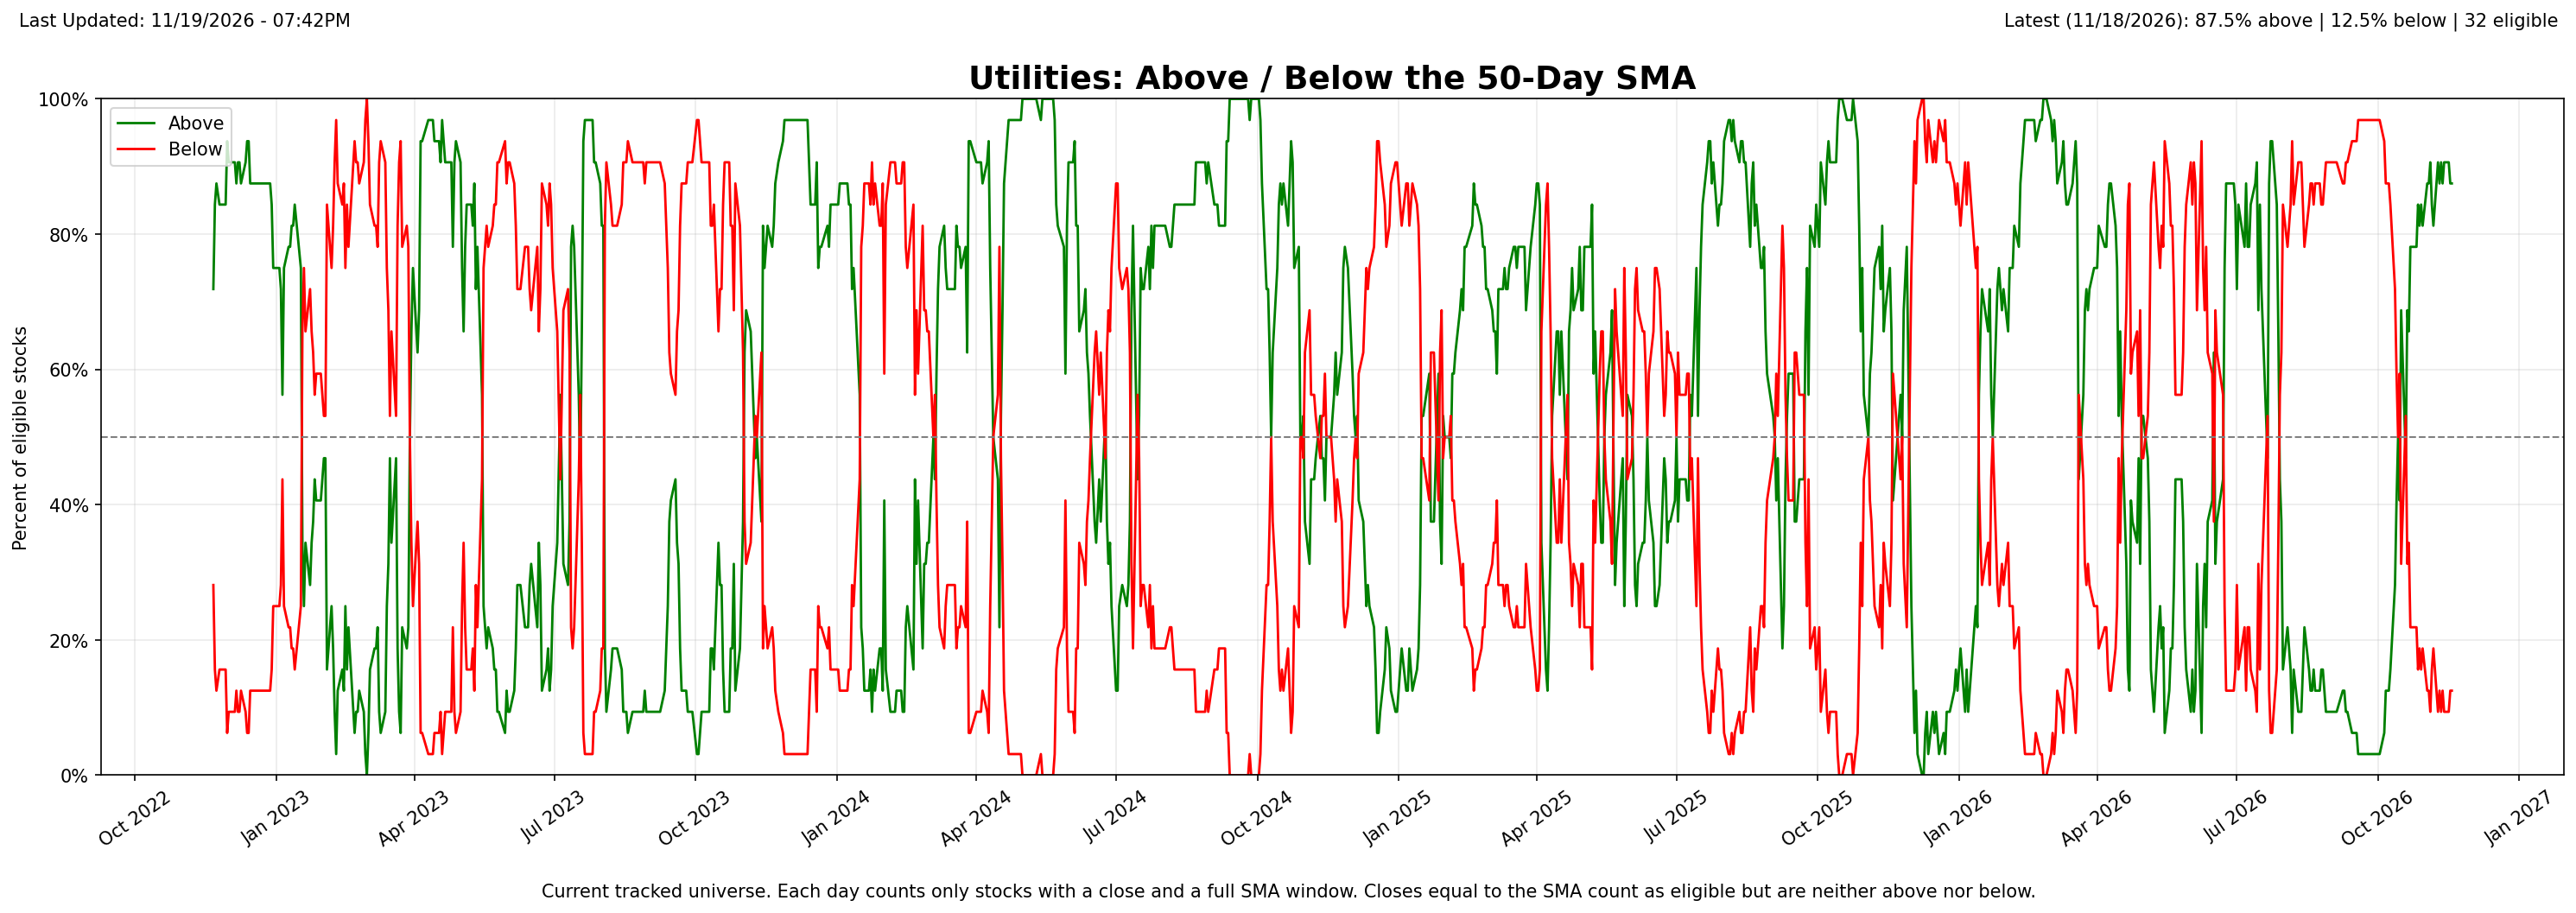 Last Updated: 11/19/2026 - 07:42PM
Latest (11/18/2026): 87.5% above | 12.5% below | 32 eligible
Utilities: Above / Below the 50-Day SMA
Above
Below
Percent of eligible stocks
100%
80%
60%
40%
20%
0%
Oct 2022
Jan 2023
Apr 2023
Jul 2023
Oct 2023
Jan 2024
Apr 2024
Jul 2024
Oct 2024
Jan 2025
Apr 2025
Jul 2025
Oct 2025
Jan 2026
Apr 2026
Jul 2026
Oct 2026
Jan 2027
Current tracked universe. Each day counts only stocks with a close and a full SMA window. Closes equal to the SMA count as eligible but are neither above nor below.